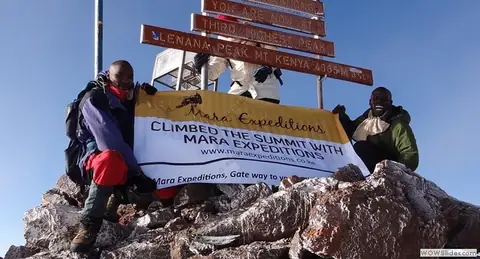 YOU ARE NOW AT
THIRD HIGHEST PEAK
LENANA PEAK MT KENYA 4985M ASL
Mara Expeditions
CLIMBED THE SUMMIT WITH
MARA EXPEDITIONS
www.maraexpeditions.co.ke
Mara Expeditions, Gate way to
WOWSlides.com